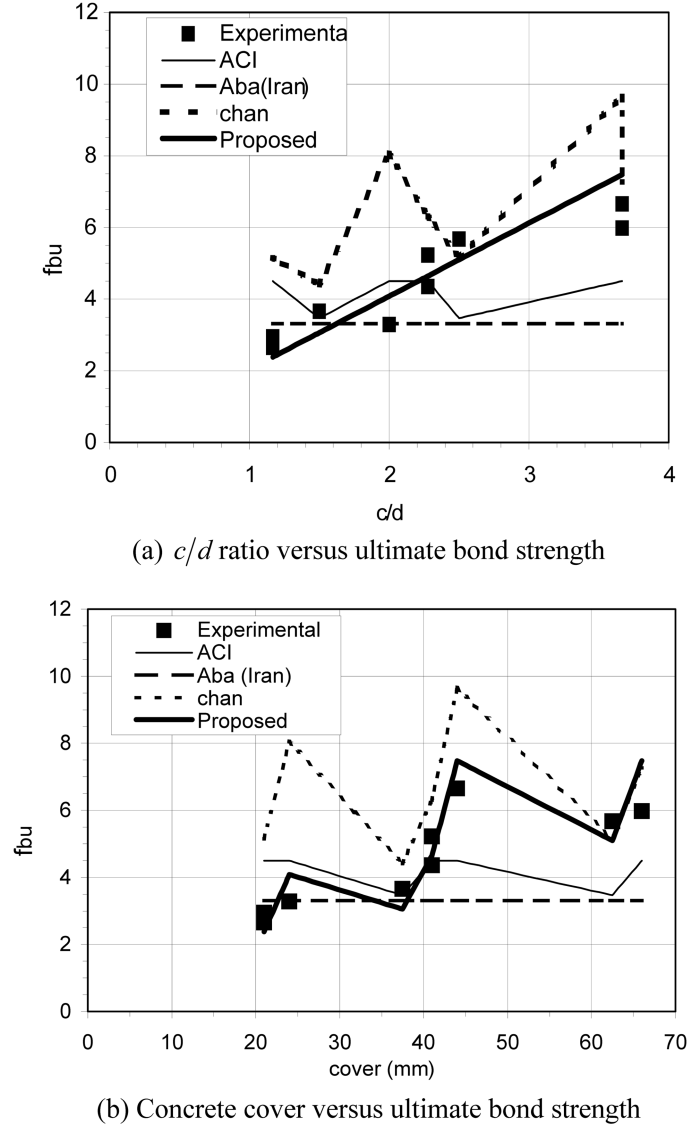 12
10
8
6
4
2
0
fbu
Experimenta
ACI
Aba(Iran)
chan
Proposed
0 1 2 3 4
c/d
(a) c/d ratio versus ultimate bond strength
12
10
8
6
4
2
0
fbu
Experimental
ACI
Aba (Iran)
chan
Proposed
0 10 20 30 40 50 60 70
cover (mm)
(b) Concrete cover versus ultimate bond strength